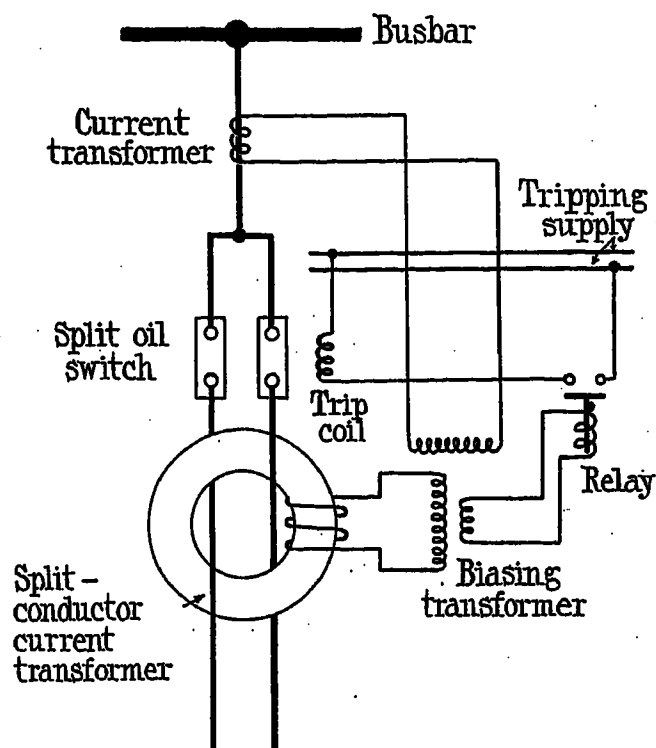 Busbar
Current
transformer
Tripping
supply
Split oil
switch
Trip
coil
Relay
Biasing
transformer
Split-
conductor
current
transformer